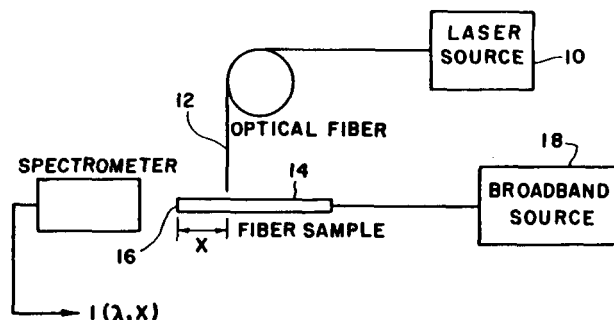 LASER
SOURCE
10
12
OPTICAL FIBER
SPECTROMETER
14
18
BROADBAND
SOURCE
16
X
FIBER SAMPLE
I(λ,X)